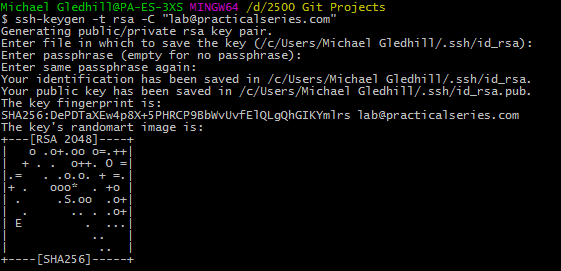 Michael Gledhill@PA-ES-3XS MINGW64 /d/2500 Git Projects
$ ssh-keygen -t rsa -C "lab@practicalseries.com"
Generating public/private rsa key pair.
Enter file in which to save the key (/c/Users/Michael Gledhill/.ssh/id_rsa):
Enter passphrase (empty for no passphrase):
Enter same passphrase again:
Your identification has been saved in /c/Users/Michael Gledhill/.ssh/id_rsa.
Your public key has been saved in /c/Users/Michael Gledhill/.ssh/id_rsa.pub.
The key fingerprint is:
SHA256:DePDTaXEw4p8X+5PHRCP9BbWvUvfElQLgQhGIKYmlrs lab@practicalseries.com
The key's randomart image is:
+---[RSA 2048]----+
|   o .o+.oo o=.++|
|  + . .  o++. O =|
|.=   . .o.o. + =.|
|+ .   ooo*  . +o |
| .     .S.oo  .o+|
|  .      .. . .o+|
| E        .  ...|
|           ..   |
|            ..  |
+----[SHA256]-----+